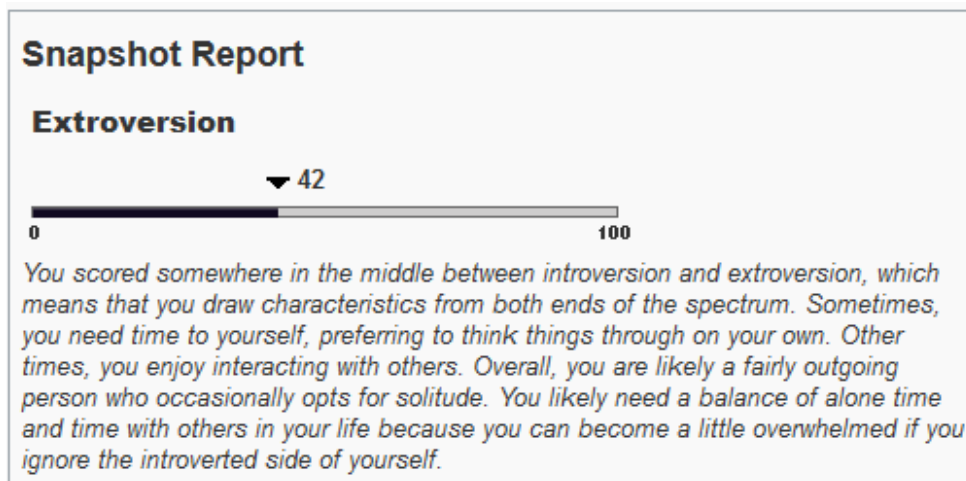 Snapshot Report
Extroversion
42
0 100
You scored somewhere in the middle between introversion and extroversion, which
means that you draw characteristics from both ends of the spectrum. Sometimes,
you need time to yourself, preferring to think things through on your own. Other
times, you enjoy interacting with others. Overall, you are likely a fairly outgoing
person who occasionally opts for solitude. You likely need a balance of alone time
and time with others in your life because you can become a little overwhelmed if you
ignore the introverted side of yourself.